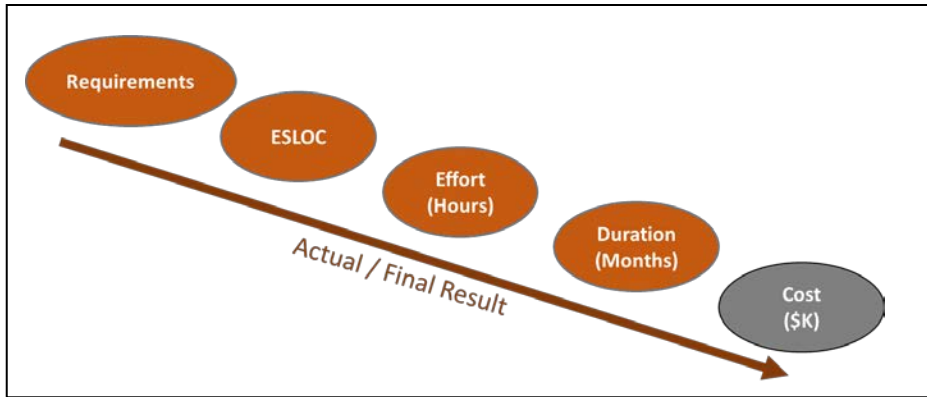 Requirements
ESLOC
Effort
(Hours)
Duration
(Months)
Cost
($K)
Actual / Final Result